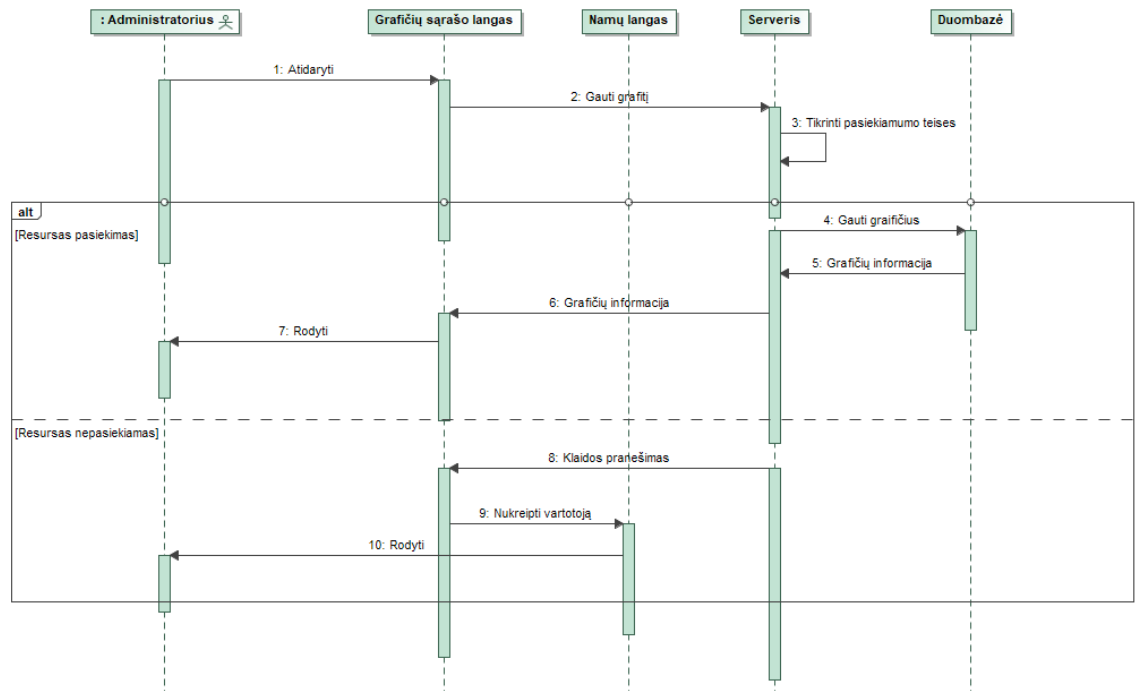 : Administratorius
Grafičių sąrašo langas
Namų langas
Serveris
Duombazė
1: Atidaryti
2: Gauti grafitį
3: Tikrinti pasiekiamumo teises
alt
[Resursas pasiekimas]
4: Gauti graifičius
5: Grafičių informacija
6: Grafičių informacija
7: Rodyti
[Resursas nepasiekiamas]
8: Klaidos pranešimas
9: Nukreipti vartotoją
10: Rodyti